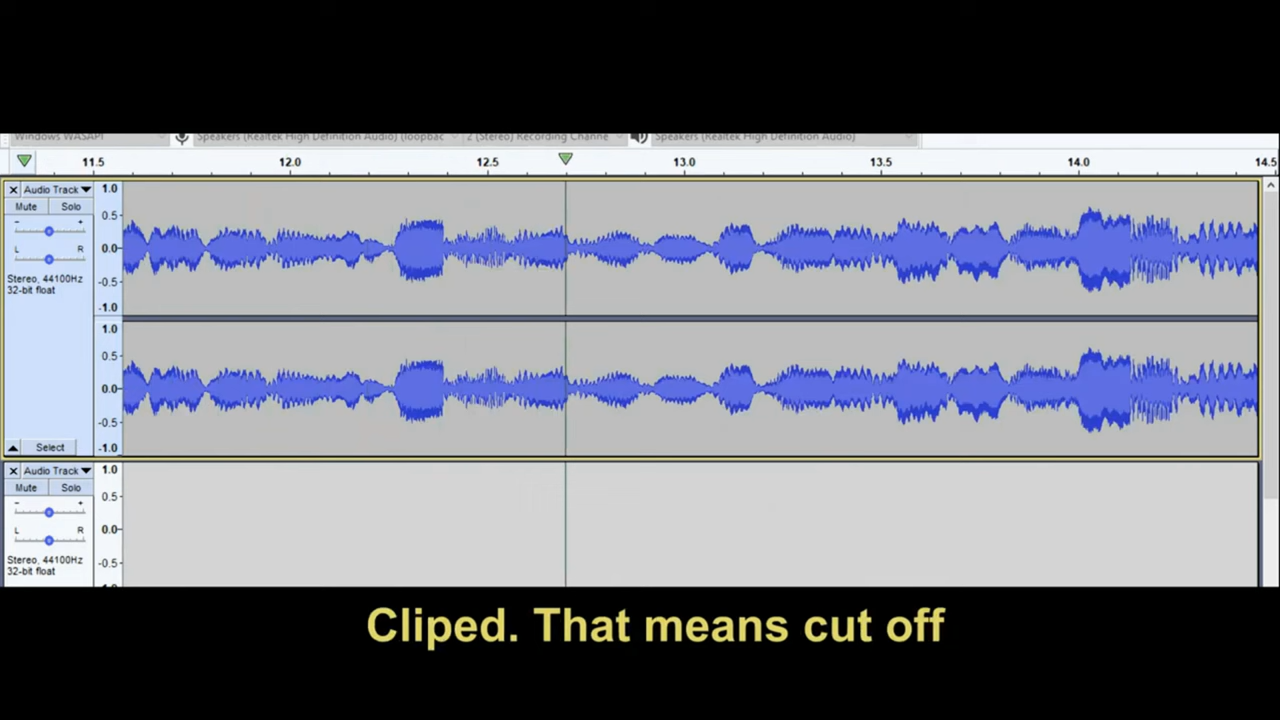 Windows WASAPI Speakers (Realtek High Definition Audio) (loopbac 2 (Stereo) Recording Channe Speakers (Realtek High Definition Audio)
11.5 12.0 12.5 13.0 13.5 14.0 14.5
Audio Track 1.0
Mute Solo
0.5
- +
0.0
L R
Stereo, 44100Hz -0.5
32-bit float
-1.0
1.0
0.5
0.0
-0.5
Select -1.0
Audio Track 1.0
Mute Solo
0.5
- +
0.0
L R
Stereo, 44100Hz -0.5
32-bit float
Cliped. That means cut off